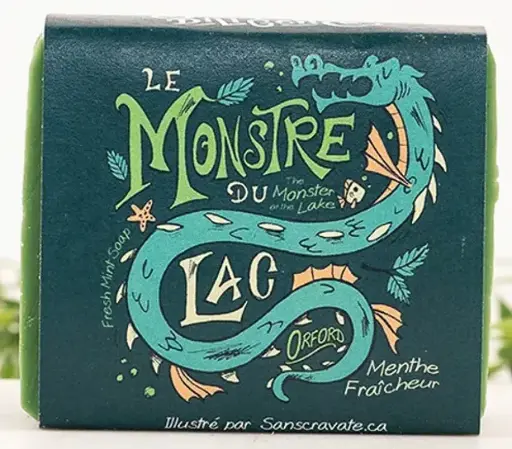 LE
MONSTRE
DU
The
Monster
of the
Lake
LAC
ORFORD
Fresh Mint Soap
Menthe
Fraîcheur
Illustré par Sanscravate.ca